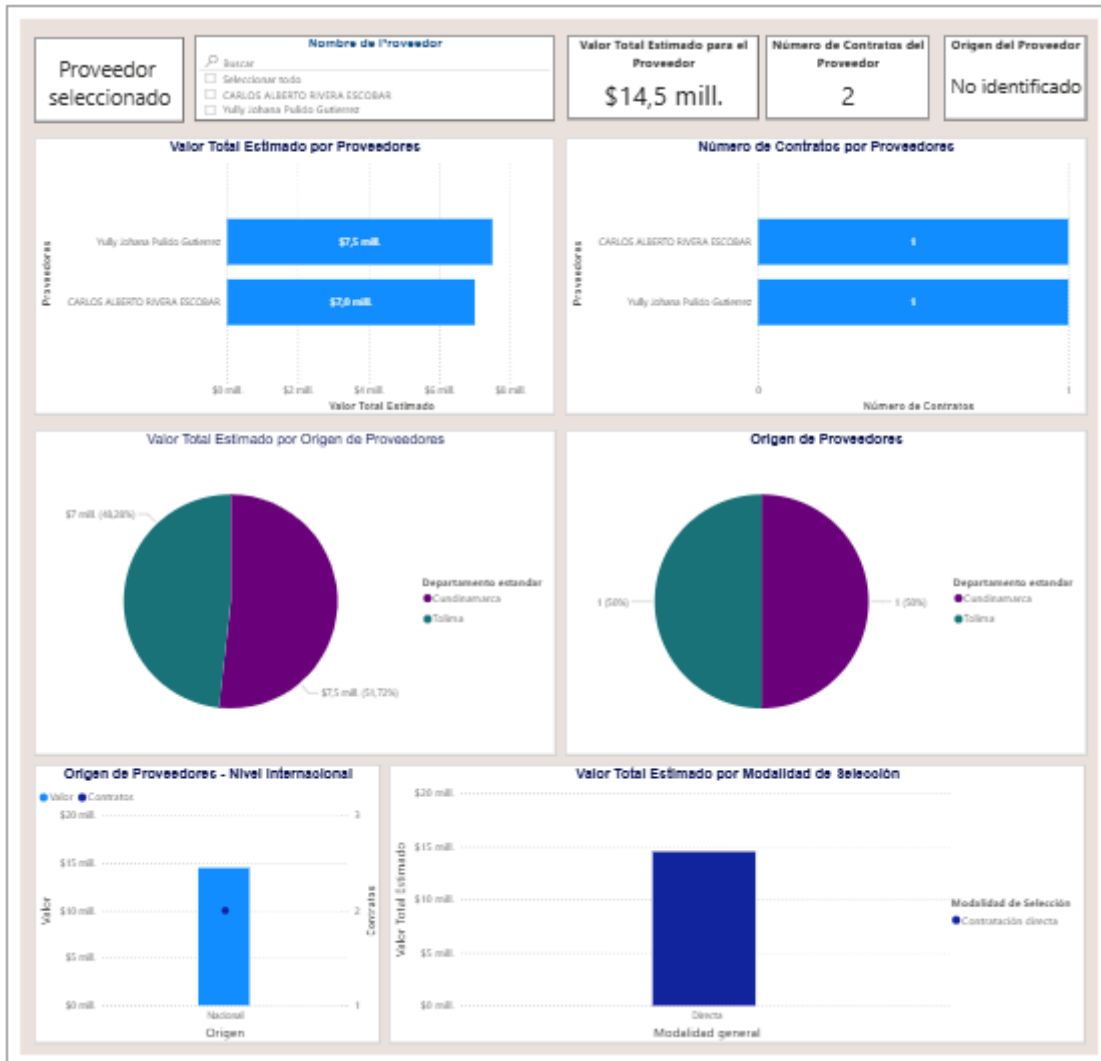 Proveedor
seleccionado
Nombre de Proveedor
Buscar
Seleccionar todo
CARLOS ALBERTO RIVERA ESCOBAR
Yully Johana Pulido Gutierrez
Valor Total Estimado para el
Proveedor
$14,5 mill.
Número de Contratos del
Proveedor
2
Origen del Proveedor
No identificado
Valor Total Estimado por Proveedores
Proveedores
Yully Johana Pulido Gutierrez
$7,5 mill.
CARLOS ALBERTO RIVERA ESCOBAR
$7,0 mill.
$0 mill. $2 mill. $4 mill. $6 mill. $8 mill.
Valor Total Estimado
Número de Contratos por Proveedores
Proveedores
CARLOS ALBERTO RIVERA ESCOBAR
1
Yully Johana Pulido Gutierrez
1
0 1
Número de Contratos
Valor Total Estimado por Origen de Proveedores
$7 mill. (48,28%)
$7,5 mill. (51,72%)
Departamento estandar
Cundinamarca
Tolima
Origen de Proveedores
1 (50%)
1 (50%)
Departamento estandar
Cundinamarca
Tolima
Origen de Proveedores - Nivel Internacional
Valor Contratos
$20 mill. 3
$15 mill.
$10 mill. 2
$5 mill.
$0 mill. 1
Valor
Contratos
Nacional
Origen
Valor Total Estimado por Modalidad de Selección
$20 mill.
$15 mill.
$10 mill.
$5 mill.
$0 mill.
Valor Total Estimado
Directa
Modalidad general
Modalidad de Selección
Contratación directa